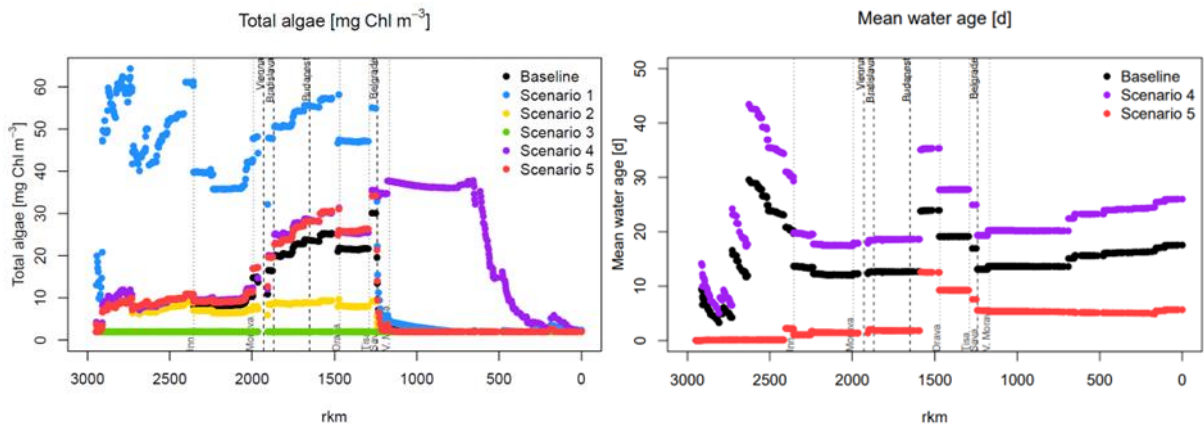 Total algae [mg Chl m⁻³]
Total algae [mg Chl m⁻³]
60
50
40
30
20
10
0
3000
2500
2000
1500
1000
500
0
rkm
Vienna
Bratislava
Budapest
Belgrade
Inn
Morava
Drava
Tisa
Sava
V. Morava
Baseline
Scenario 1
Scenario 2
Scenario 3
Scenario 4
Scenario 5
Mean water age [d]
Mean water age [d]
50
40
30
20
10
0
3000
2500
2000
1500
1000
500
0
rkm
Vienna
Bratislava
Budapest
Belgrade
Inn
Morava
Drava
Tisa
Sava
V. Morava
Baseline
Scenario 4
Scenario 5